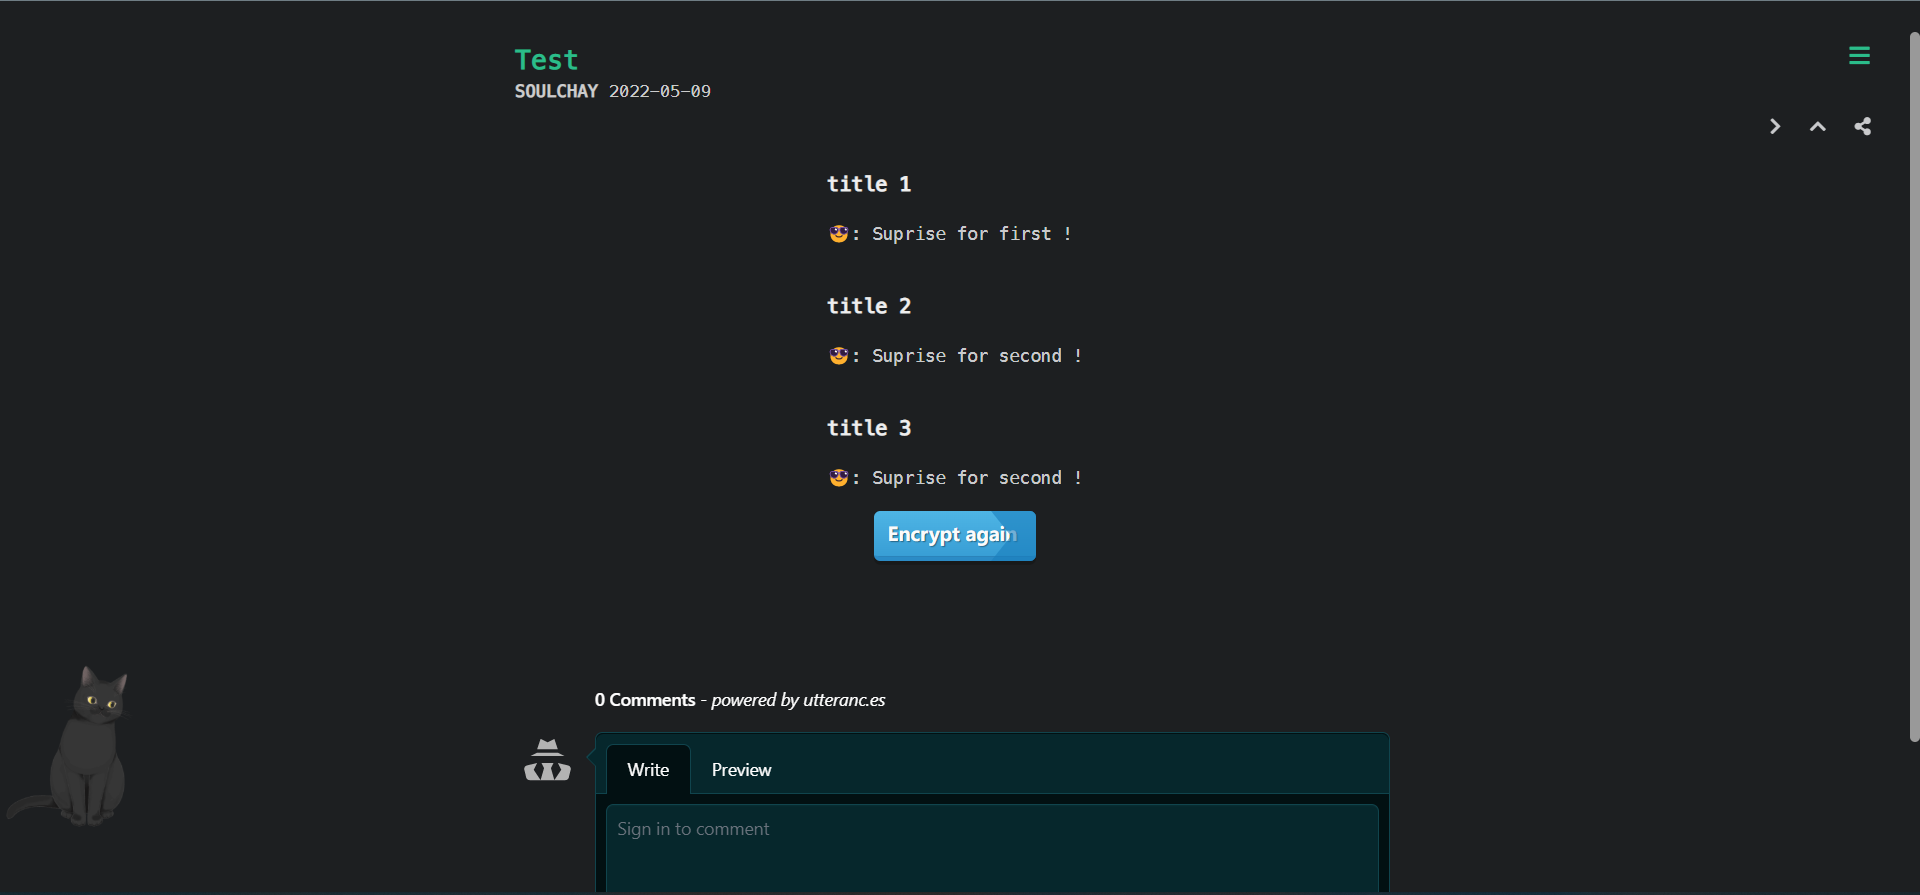 Test
SOULCHAY 2022-05-09
title 1
😎: Suprise for first !
title 2
😎: Suprise for second !
title 3
😎: Suprise for second !
Encrypt again
0 Comments - powered by utteranc.es
Write Preview
Sign in to comment